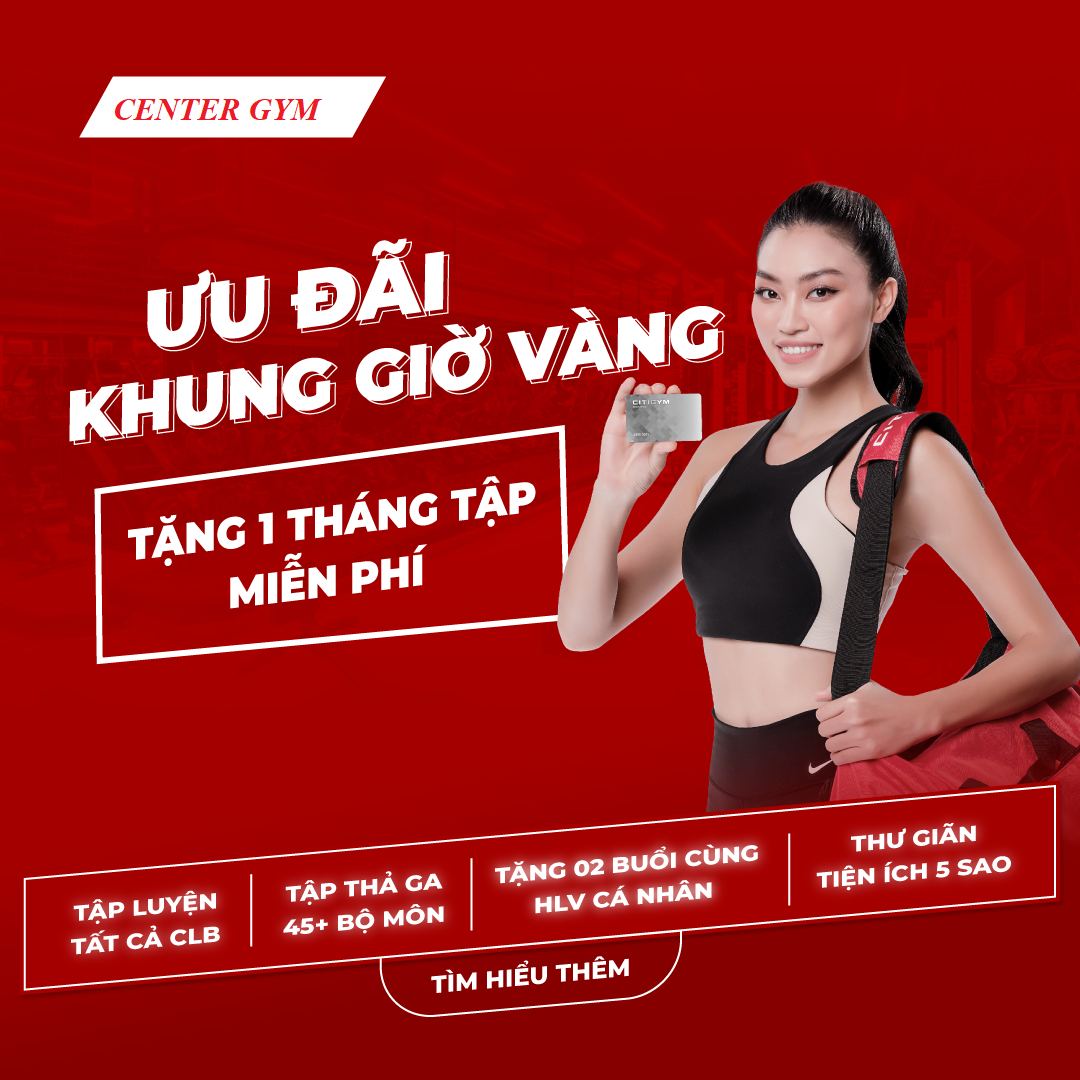 CENTER GYM
ƯU ĐÃI
KHUNG GIỜ VÀNG
CITIGYM
TẶNG 1 THÁNG TẬP
MIỄN PHÍ
TẬP LUYỆN
TẤT CẢ CLB
TẬP THẢ GA
45+ BỘ MÔN
TẶNG 02 BUỔI CÙNG
HLV CÁ NHÂN
THƯ GIÃN
TIỆN ÍCH 5 SAO
TÌM HIỂU THÊM